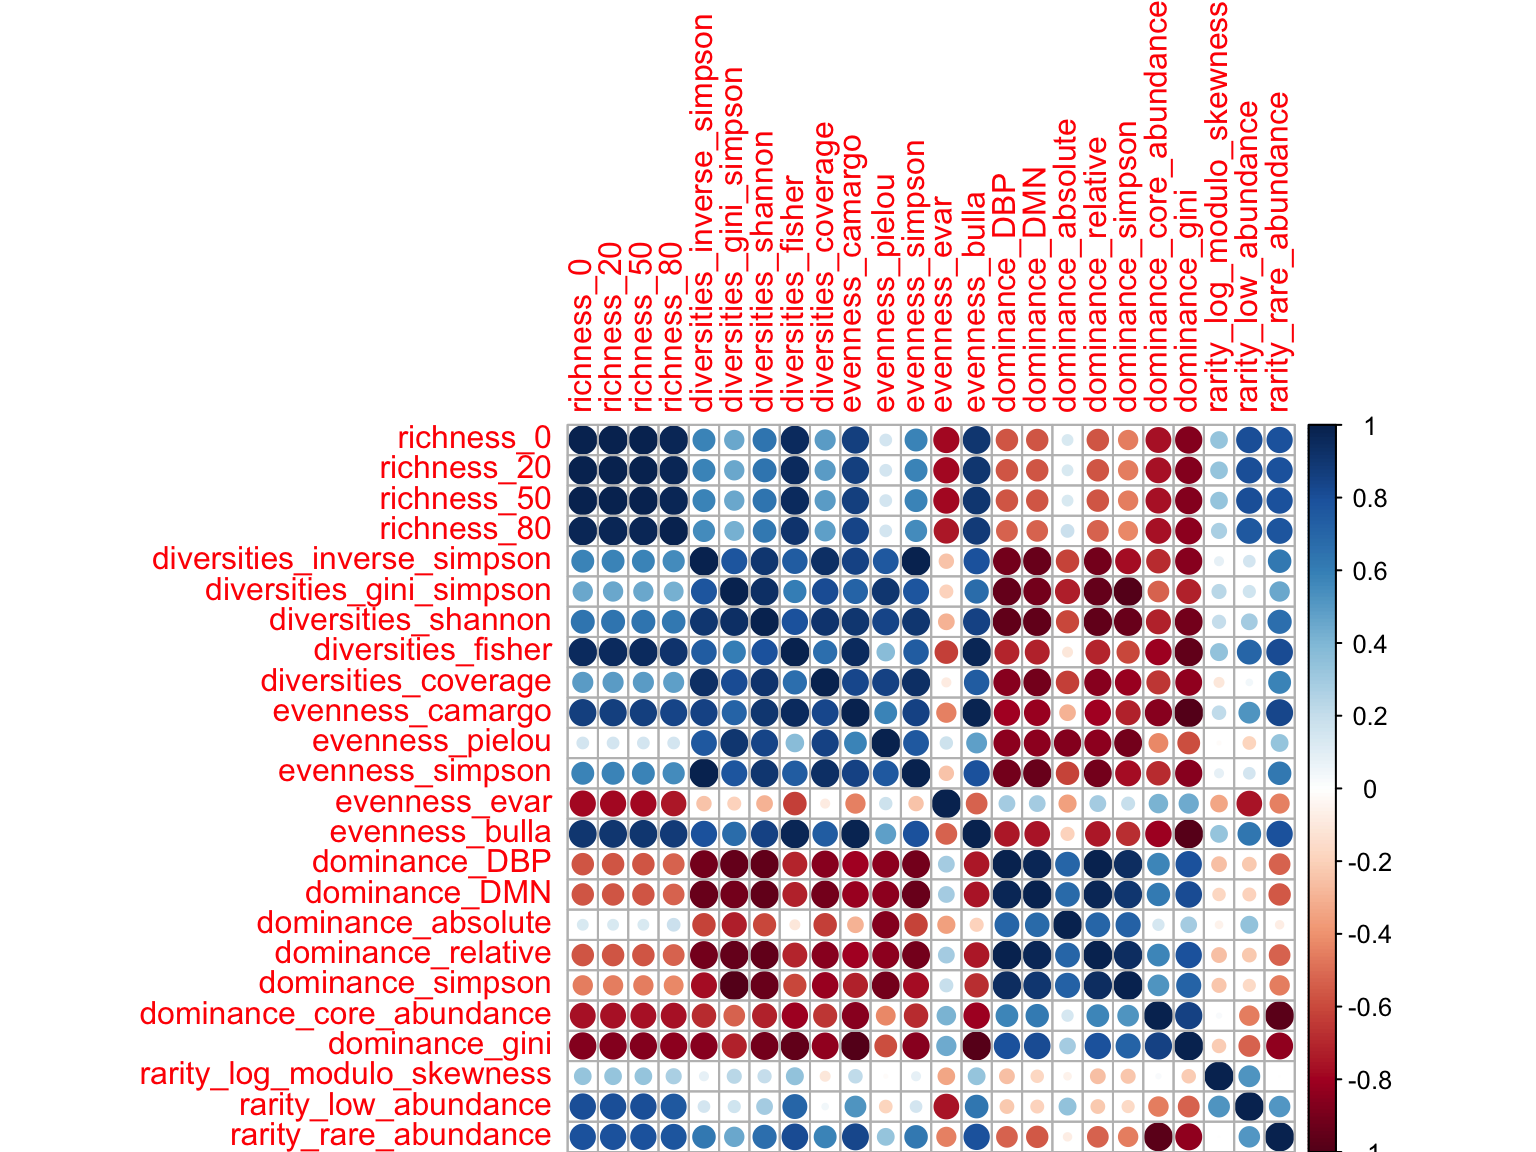 richness_0
richness_20
richness_50
richness_80
diversities_inverse_simpson
diversities_gini_simpson
diversities_shannon
diversities_fisher
diversities_coverage
evenness_camargo
evenness_pielou
evenness_simpson
evenness_evar
evenness_bulla
dominance_DBP
dominance_DMN
dominance_absolute
dominance_relative
dominance_simpson
dominance_core_abundance
dominance_gini
rarity_log_modulo_skewness
rarity_low_abundance
rarity_rare_abundance
richness_0
richness_20
richness_50
richness_80
diversities_inverse_simpson
diversities_gini_simpson
diversities_shannon
diversities_fisher
diversities_coverage
evenness_camargo
evenness_pielou
evenness_simpson
evenness_evar
evenness_bulla
dominance_DBP
dominance_DMN
dominance_absolute
dominance_relative
dominance_simpson
dominance_core_abundance
dominance_gini
rarity_log_modulo_skewness
rarity_low_abundance
rarity_rare_abundance
1
0.8
0.6
0.4
0.2
0
-0.2
-0.4
-0.6
-0.8
-1